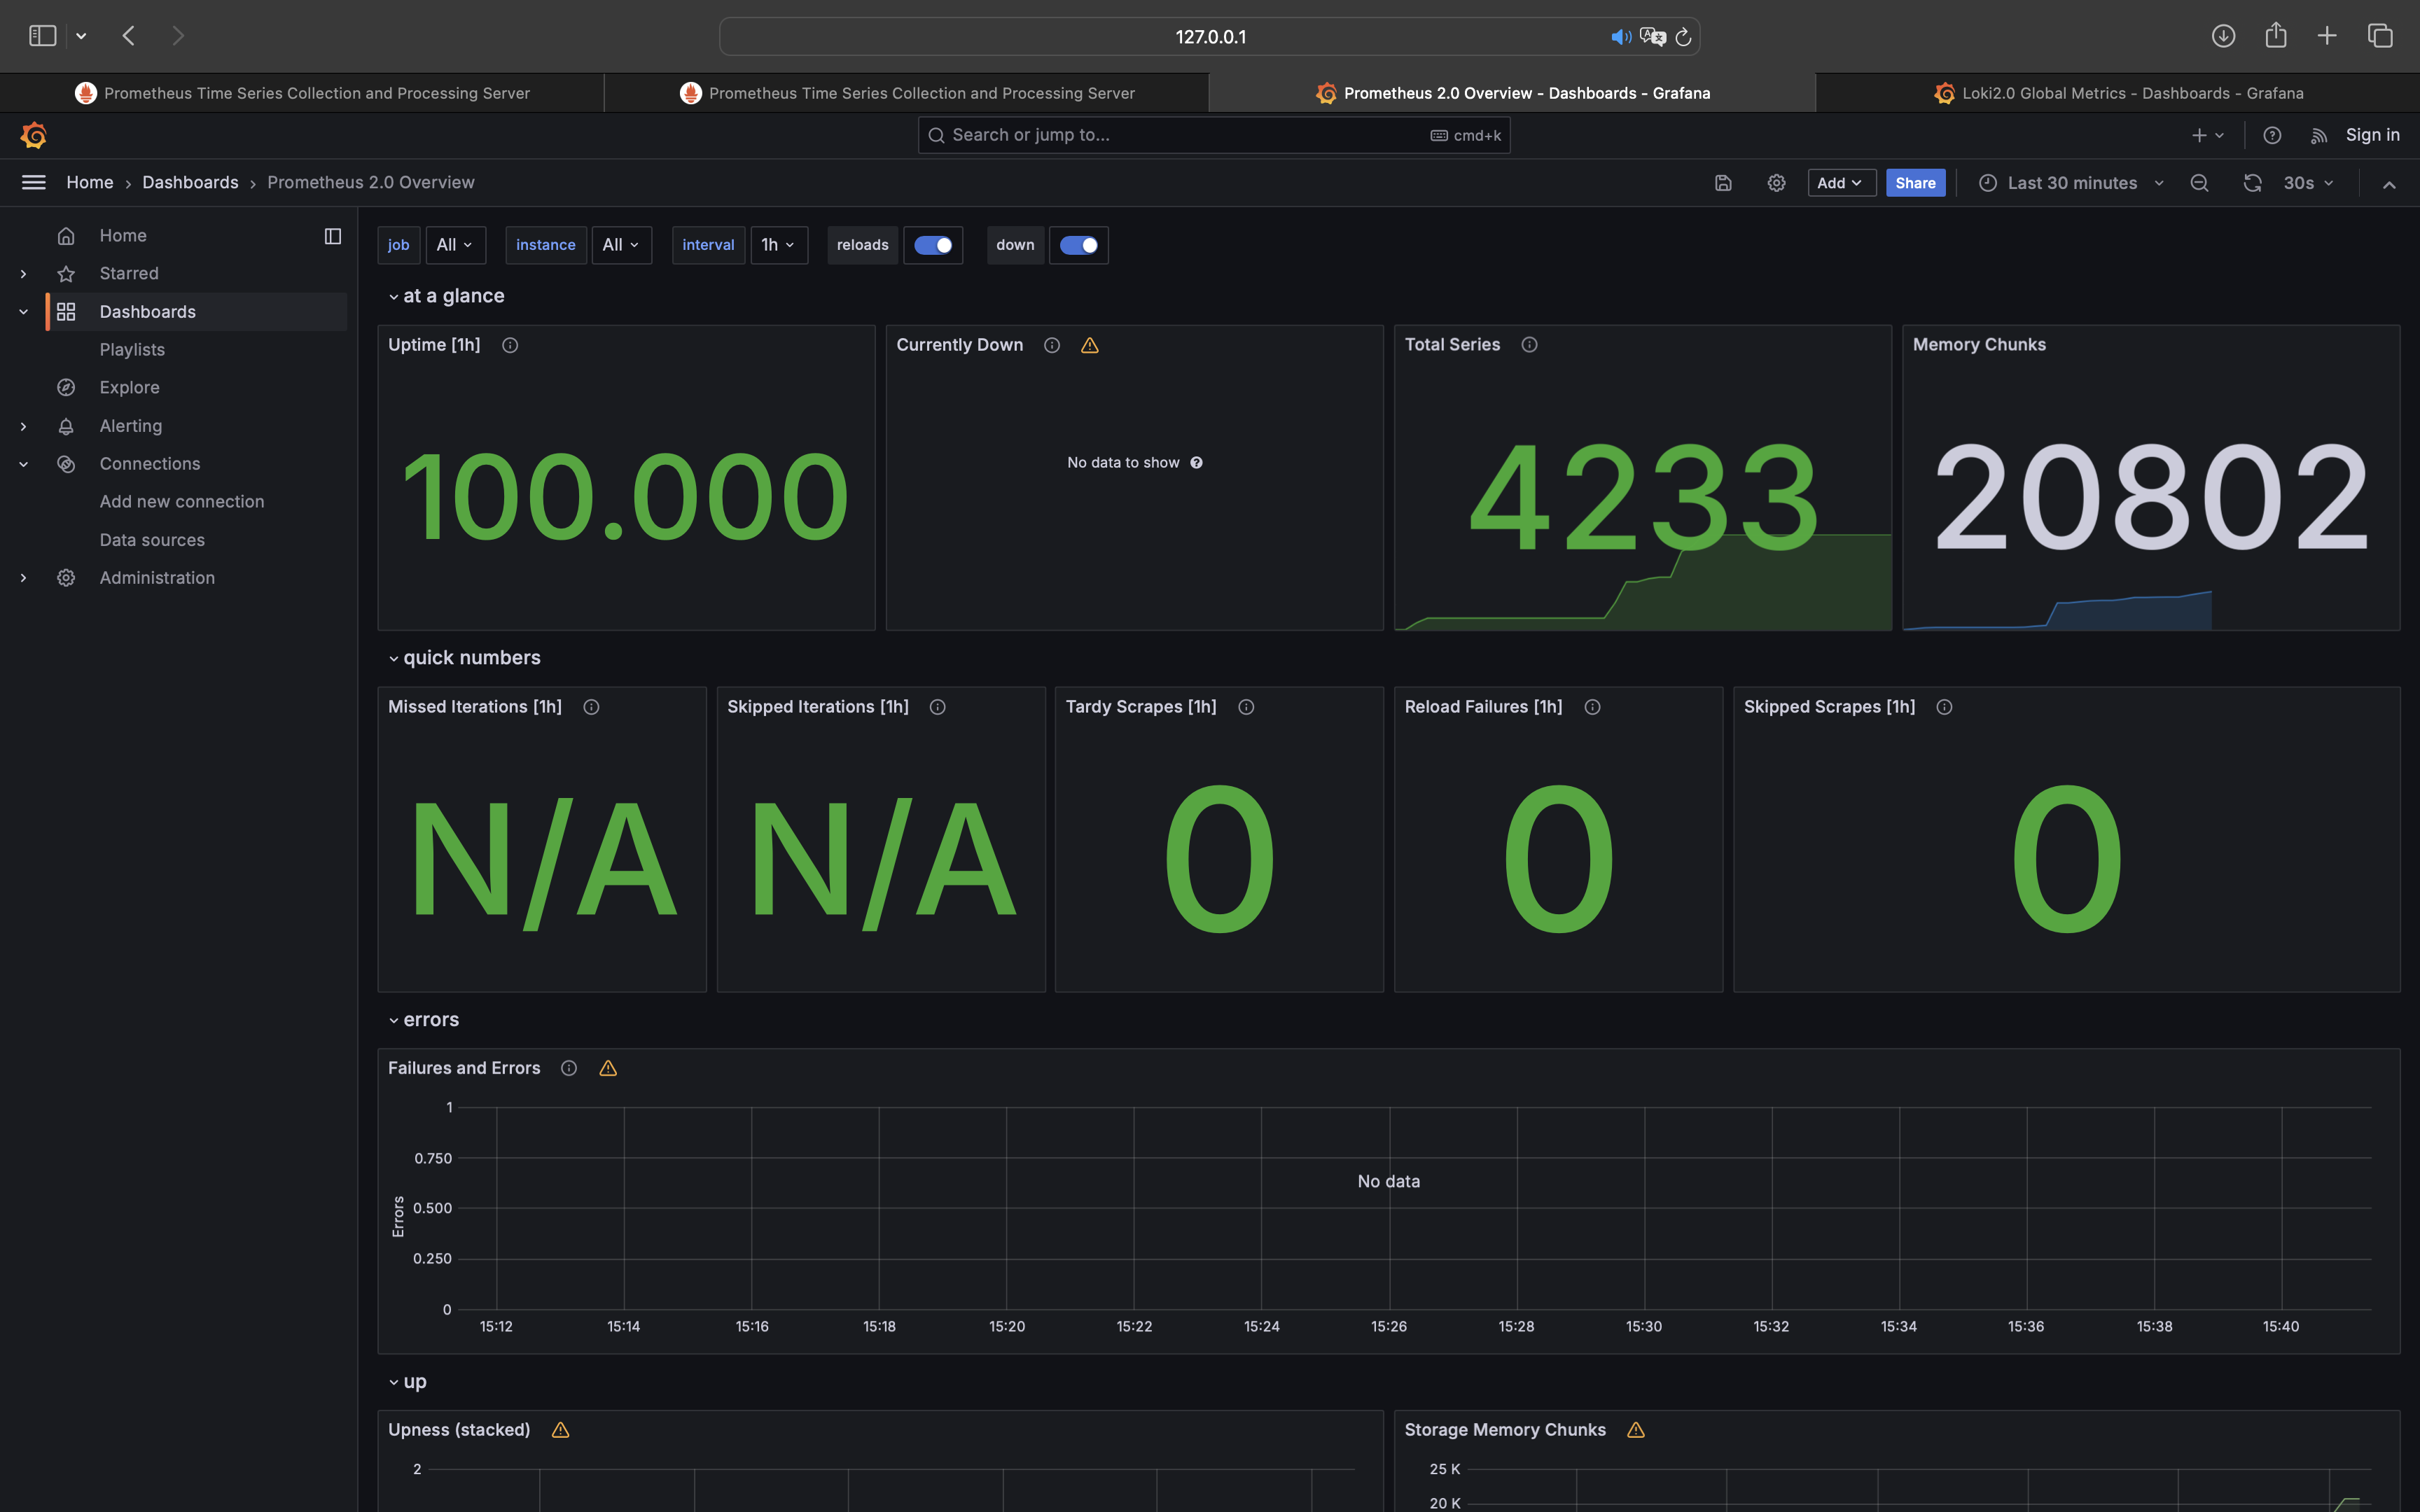 127.0.0.1
Prometheus Time Series Collection and Processing Server
Prometheus Time Series Collection and Processing Server
Prometheus 2.0 Overview - Dashboards - Grafana
Loki2.0 Global Metrics - Dashboards - Grafana
Search or jump to...
cmd+k
Sign in
Home › Dashboards › Prometheus 2.0 Overview
Add
Share
Last 30 minutes
30s
Home
Starred
Dashboards
Playlists
Explore
Alerting
Connections
Add new connection
Data sources
Administration
job All instance All interval 1h reloads down
at a glance
Uptime [1h]
100.000
Currently Down
No data to show
Total Series
4233
Memory Chunks
20802
quick numbers
Missed Iterations [1h]
N/A
Skipped Iterations [1h]
N/A
Tardy Scrapes [1h]
0
Reload Failures [1h]
0
Skipped Scrapes [1h]
0
errors
Failures and Errors
Errors
1
0.750
0.500
0.250
0
No data
15:12 15:14 15:16 15:18 15:20 15:22 15:24 15:26 15:28 15:30 15:32 15:34 15:36 15:38 15:40
up
Upness (stacked)
2
Storage Memory Chunks
25 K
20 K